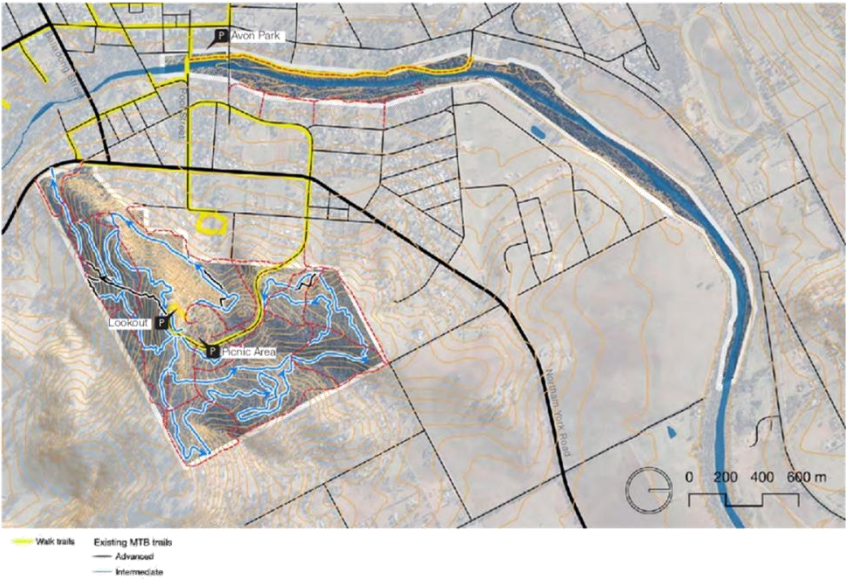 P Avon Park
Lookout P
P Picnic Area
Northam York Road
0 200 400 600 m
Walk trails
Existing MTB trails
Advanced
Intermediate